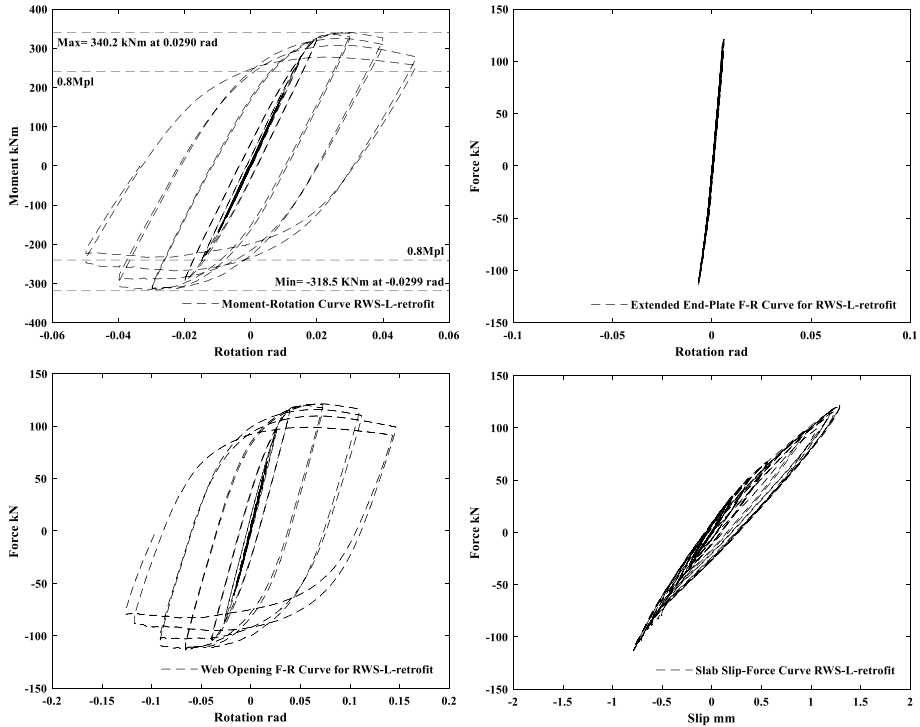 400
300
200
100
0
-100
-200
-300
-400
Moment kNm
Max= 340.2 kNm at 0.0290 rad
0.8Mpl
0.8Mpl
Min= -318.5 KNm at -0.0299 rad
Moment-Rotation Curve RWS-L-retrofit
-0.06 -0.04 -0.02 0 0.02 0.04 0.06
Rotation rad
150
100
50
0
-50
-100
-150
Force kN
Extended End-Plate F-R Curve for RWS-L-retrofit
-0.1 -0.05 0 0.05 0.1
Rotation rad
150
100
50
0
-50
-100
-150
Force kN
Web Opening F-R Curve for RWS-L-retrofit
-0.2 -0.15 -0.1 -0.05 0 0.05 0.1 0.15 0.2
Rotation rad
150
100
50
0
-50
-100
-150
Force kN
Slab Slip-Force Curve RWS-L-retrofit
-2 -1.5 -1 -0.5 0 0.5 1 1.5 2
Slip mm